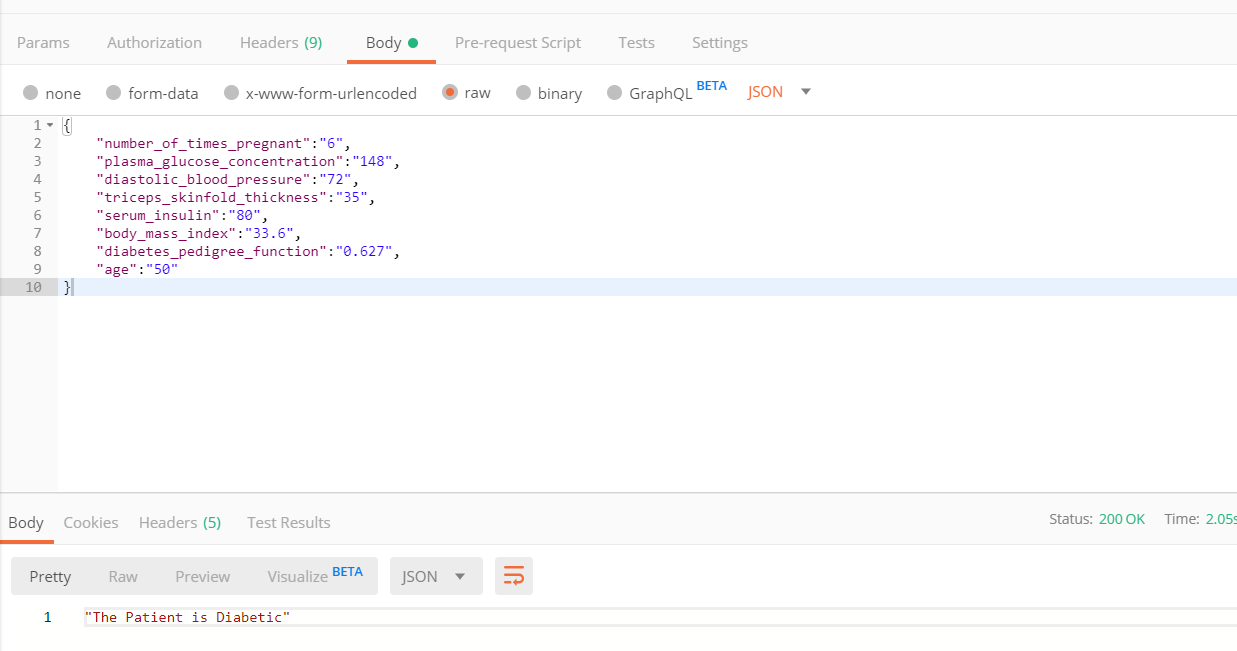 Params Authorization Headers (9) Body Pre-request Script Tests Settings
none form-data x-www-form-urlencoded raw binary GraphQL BETA JSON
1 {
2 "number_of_times_pregnant":"6",
3 "plasma_glucose_concentration":"148",
4 "diastolic_blood_pressure":"72",
5 "triceps_skinfold_thickness":"35",
6 "serum_insulin":"80",
7 "body_mass_index":"33.6",
8 "diabetes_pedigree_function":"0.627",
9 "age":"50"
10 }
Body Cookies Headers (5) Test Results Status: 200 OK Time: 2.05s
Pretty Raw Preview Visualize BETA JSON
1 "The Patient is Diabetic"